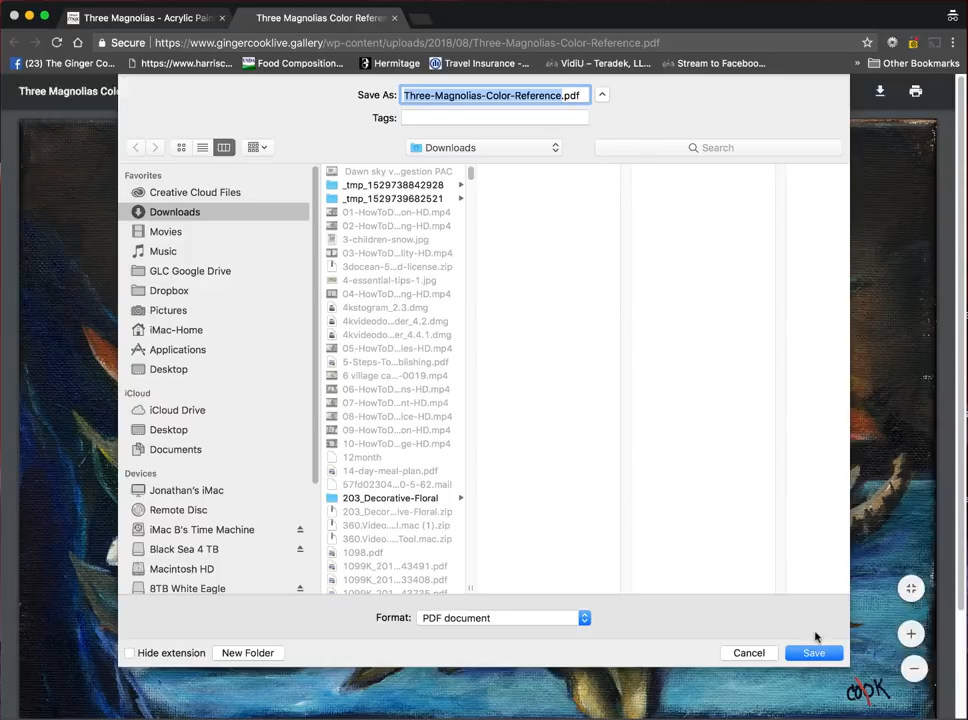 Three Magnolias - Acrylic Pain
Three Magnolias Color Referen
Secure
https://www.gingercooklive.gallery/wp-content/uploads/2018/08/Three-Magnolias-Color-Reference.pdf
(23) The Ginger Co...
https://www.harrisc...
Food Composition...
Hermitage
Travel Insurance -...
VidiU – Teradek, LL...
Stream to Faceboo...
»
Other Bookmarks
Three Magnolias Co
Save As: Three-Magnolias-Color-Reference.pdf
Tags:
Downloads
Search
Favorites
Creative Cloud Files
Downloads
Movies
Music
GLC Google Drive
Dropbox
Pictures
iMac-Home
Applications
Desktop
iCloud
iCloud Drive
Desktop
Documents
Devices
Jonathan's iMac
Remote Disc
iMac B's Time Machine
Black Sea 4 TB
Macintosh HD
8TB White Eagle
Dawn sky v...gestion PAC
_tmp_1529738842928
_tmp_1529739682521
01-HowToD...on-HD.mp4
02-HowToD...on-HD.mp4
3-children-snow.jpg
03-HowToD...lity-HD.mp4
3docean-5...d-license.zip
4-essential-tips-1.jpg
04-HowToD...ng-HD.mp4
4kstogram_2.3.dmg
4kvideodo...der_4.2.dmg
4kvideodo...er_4.4.1.dmg
05-HowToD...ies-HD.mp4
5-Steps-To...blishing.pdf
6 village ca...-0019.mp4
06-HowToD...ns-HD.mp4
07-HowToD...nt-HD.mp4
08-HowToD...ice-HD.mp4
09-HowToD...on-HD.mp4
10-HowToD...ge-HD.mp4
12month
14-day-meal-plan.pdf
57fd02304...0-5-62.mail
203_Decorative-Floral
203_Decor...ive-Floral.zip
360.Video....l.mac (1).zip
360.Video....Tool.mac.zip
1098.pdf
1099K_201...43491.pdf
1099K_201...33408.pdf
1099K_201...43735.pdf
Format: PDF document
Hide extension
New Folder
Cancel
Save
cook